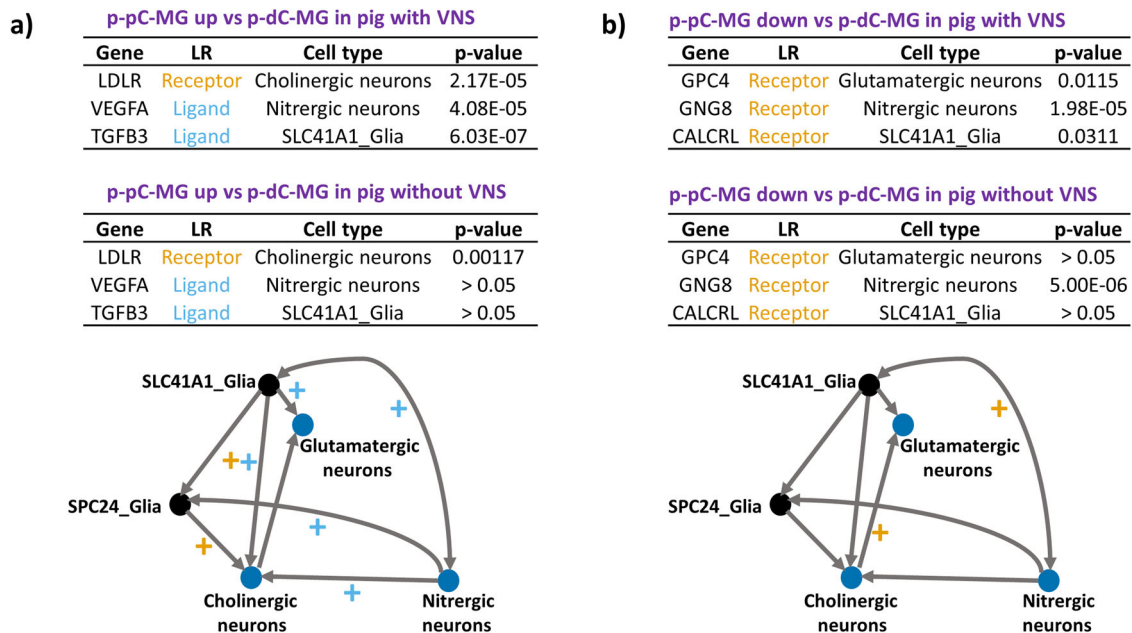 a)
p-pC-MG up vs p-dC-MG in pig with VNS
Gene LR Cell type p-value
LDLR Receptor Cholinergic neurons 2.17E-05
VEGFA Ligand Nitrergic neurons 4.08E-05
TGFB3 Ligand SLC41A1_Glia 6.03E-07
p-pC-MG up vs p-dC-MG in pig without VNS
Gene LR Cell type p-value
LDLR Receptor Cholinergic neurons 0.00117
VEGFA Ligand Nitrergic neurons > 0.05
TGFB3 Ligand SLC41A1_Glia > 0.05
SLC41A1_Glia
+
+
Glutamatergic
neurons
+ +
SPC24_Glia
+
+
+
Cholinergic
neurons
Nitrergic
neurons
b)
p-pC-MG down vs p-dC-MG in pig with VNS
Gene LR Cell type p-value
GPC4 Receptor Glutamatergic neurons 0.0115
GNG8 Receptor Nitrergic neurons 1.98E-05
CALCRL Receptor SLC41A1_Glia 0.0311
p-pC-MG down vs p-dC-MG in pig without VNS
Gene LR Cell type p-value
GPC4 Receptor Glutamatergic neurons > 0.05
GNG8 Receptor Nitrergic neurons 5.00E-06
CALCRL Receptor SLC41A1_Glia > 0.05
SLC41A1_Glia
+
Glutamatergic
neurons
SPC24_Glia
+
Cholinergic
neurons
Nitrergic
neurons